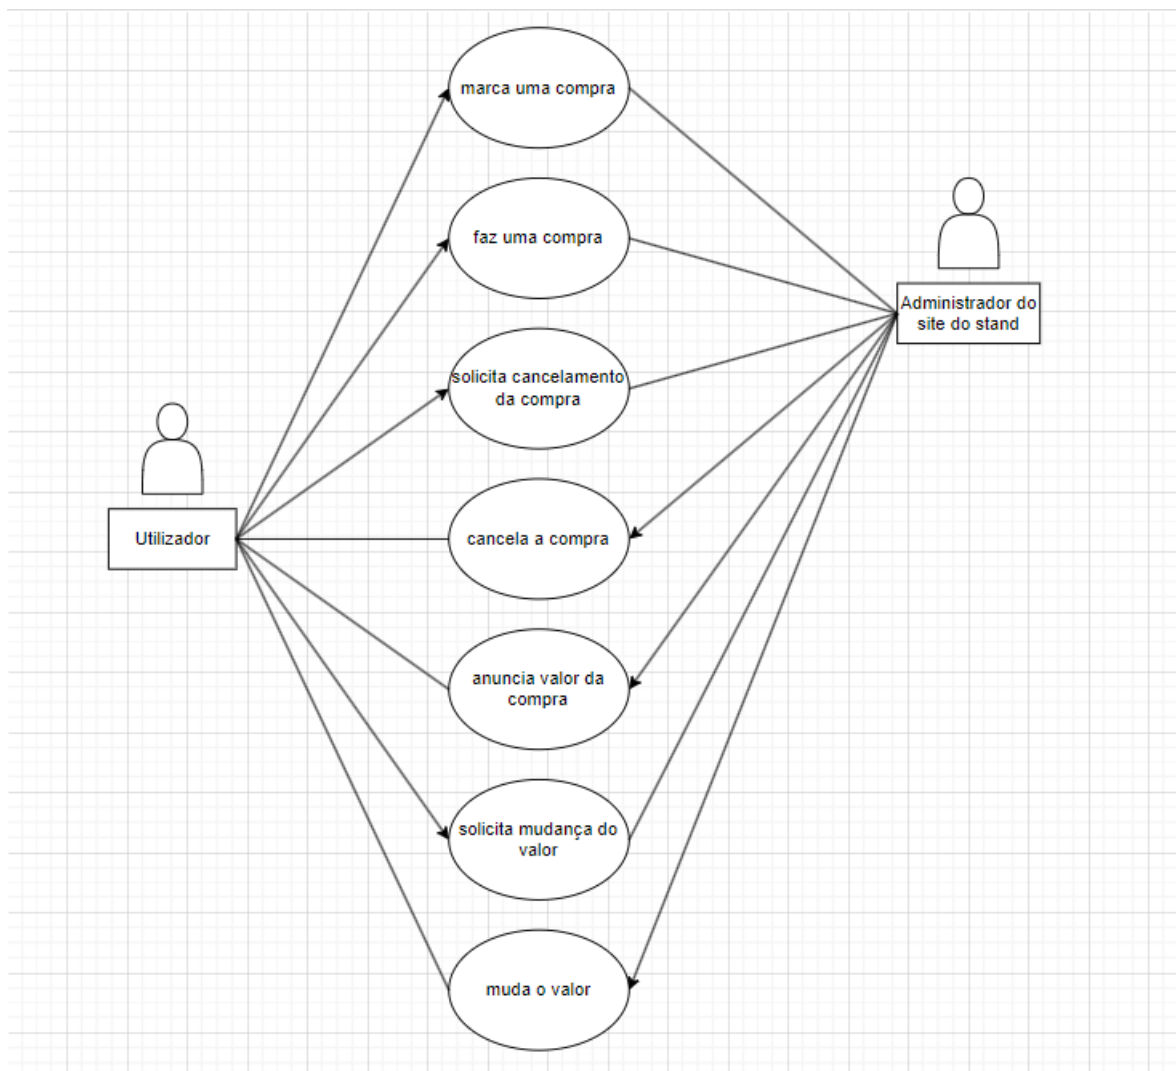 marca uma compra
faz uma compra
Administrador do
site do stand
solicita cancelamento
da compra
Utilizador
cancela a compra
anuncia valor da
compra
solicita mudança do
valor
muda o valor